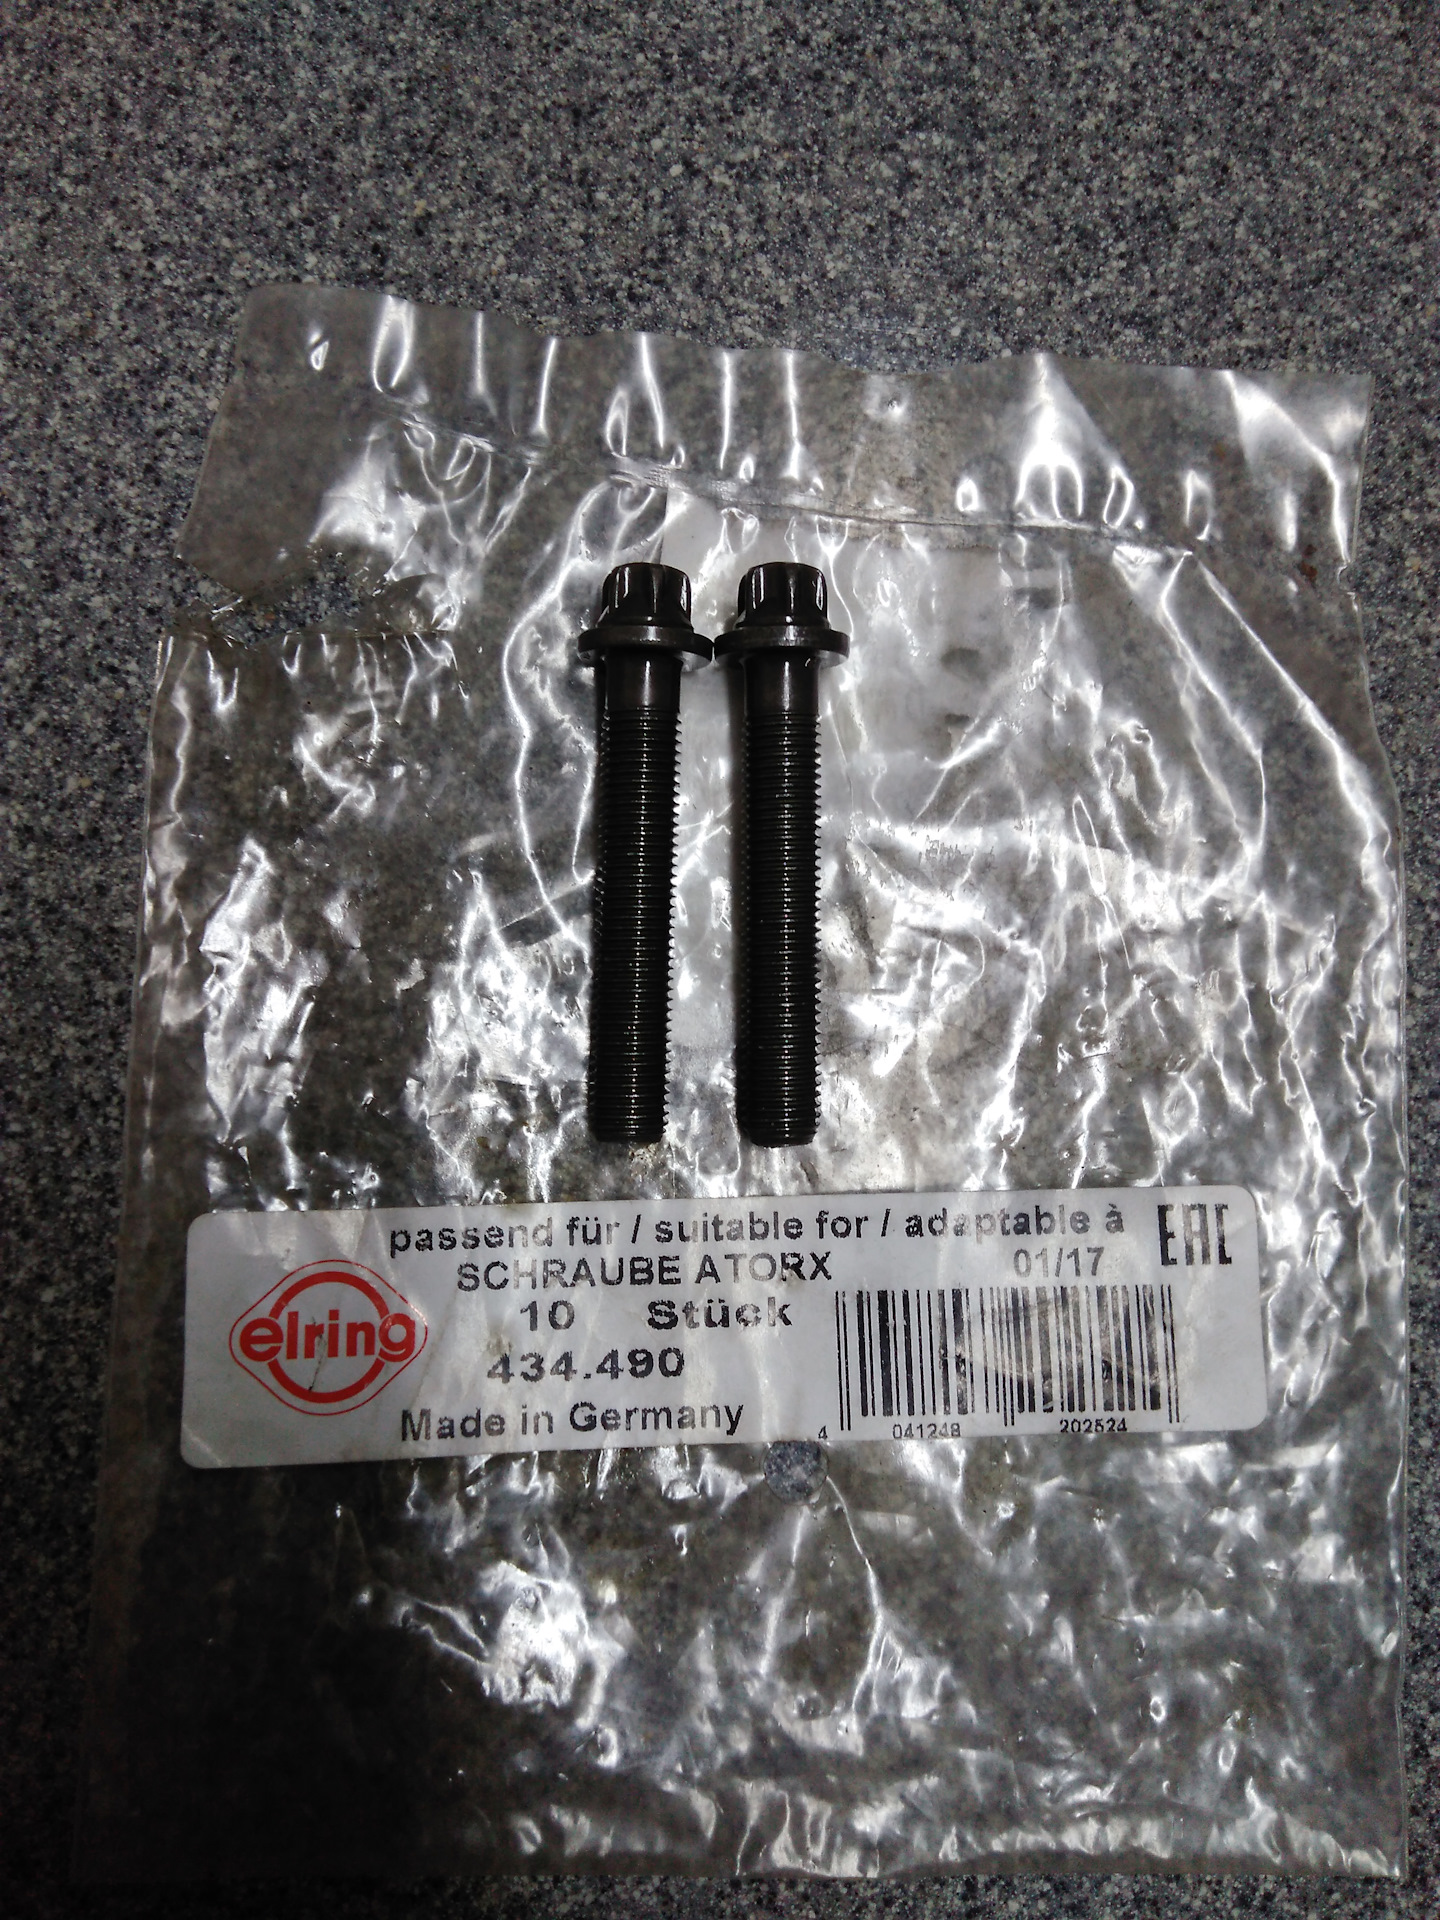 passend für / suitable for / adaptable à
EAC
SCHRAUBE ATORX 01/17
10 Stück
elring
434.490
Made in Germany
4 041248 202524